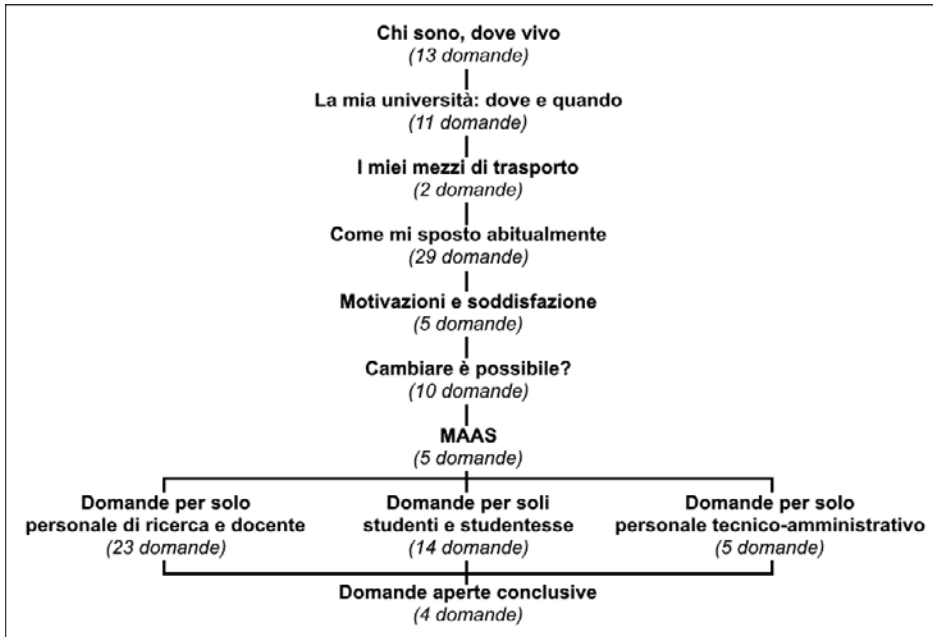 Chi sono, dove vivo
(13 domande)
La mia università: dove e quando
(11 domande)
I miei mezzi di trasporto
(2 domande)
Come mi sposto abitualmente
(29 domande)
Motivazioni e soddisfazione
(5 domande)
Cambiare è possibile?
(10 domande)
MAAS
(5 domande)
Domande per solo
personale di ricerca e docente
(23 domande)
Domande per soli
studenti e studentesse
(14 domande)
Domande per solo
personale tecnico-amministrativo
(5 domande)
Domande aperte conclusive
(4 domande)